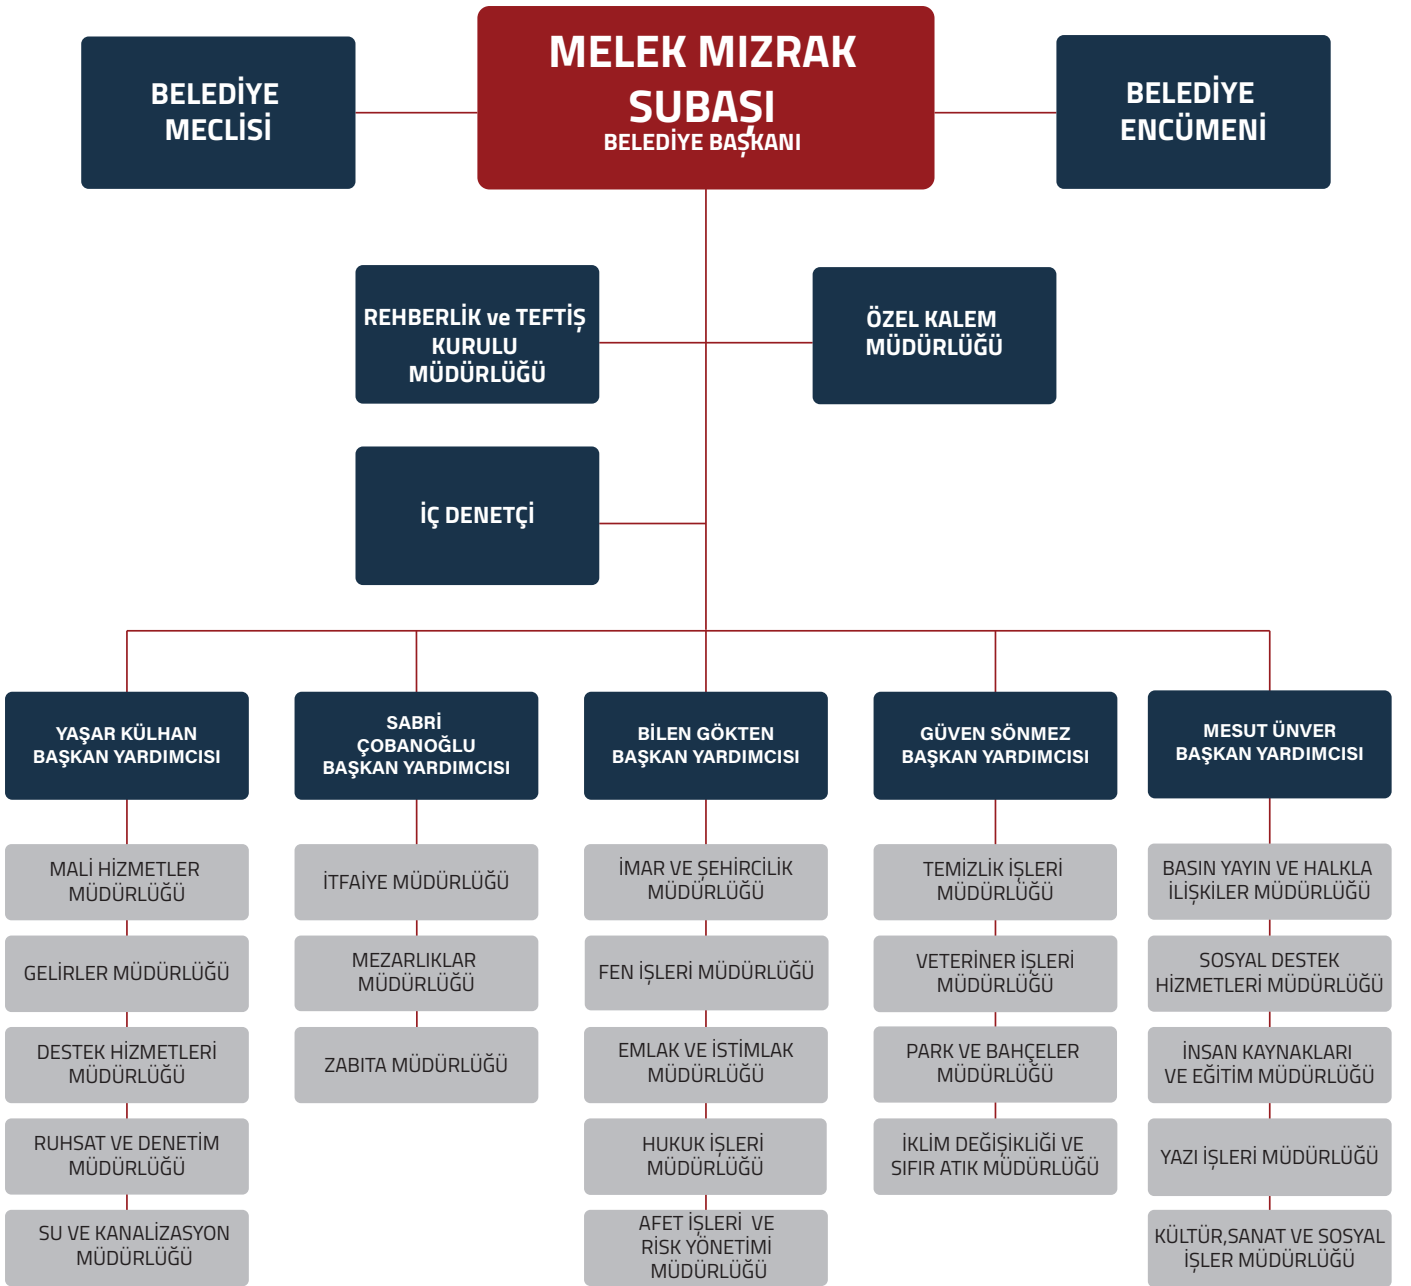 MELEK MIZRAK
SUBAŞI
BELEDİYE BAŞKANI
BELEDİYE
MECLİSİ
BELEDİYE
ENCÜMENİ
REHBERLİK ve TEFTİŞ
KURULU
MÜDÜRLÜĞÜ
ÖZEL KALEM
MÜDÜRLÜĞÜ
İÇ DENETÇİ
YAŞAR KÜLHAN
BAŞKAN YARDIMCISI
MALİ HİZMETLER
MÜDÜRLÜĞÜ
GELİRLER MÜDÜRLÜĞÜ
DESTEK HİZMETLERİ
MÜDÜRLÜĞÜ
RUHSAT VE DENETİM
MÜDÜRLÜĞÜ
SU VE KANALİZASYON
MÜDÜRLÜĞÜ
SABRİ
ÇOBANOĞLU
BAŞKAN YARDIMCISI
İTFAİYE MÜDÜRLÜĞÜ
MEZARLIKLAR
MÜDÜRLÜĞÜ
ZABITA MÜDÜRLÜĞÜ
BİLEN GÖKTEN
BAŞKAN YARDIMCISI
İMAR VE ŞEHİRCİLİK
MÜDÜRLÜĞÜ
FEN İŞLERİ MÜDÜRLÜĞÜ
EMLAK VE İSTİMLAK
MÜDÜRLÜĞÜ
HUKUK İŞLERİ
MÜDÜRLÜĞÜ
AFET İŞLERİ VE
RİSK YÖNETİMİ
MÜDÜRLÜĞÜ
GÜVEN SÖNMEZ
BAŞKAN YARDIMCISI
TEMİZLİK İŞLERİ
MÜDÜRLÜĞÜ
VETERİNER İŞLERİ
MÜDÜRLÜĞÜ
PARK VE BAHÇELER
MÜDÜRLÜĞÜ
İKLİM DEĞİŞİKLİĞİ VE
SIFIR ATIK MÜDÜRLÜĞÜ
MESUT ÜNVER
BAŞKAN YARDIMCISI
BASIN YAYIN VE HALKLA
İLİŞKİLER MÜDÜRLÜĞÜ
SOSYAL DESTEK
HİZMETLERİ MÜDÜRLÜĞÜ
İNSAN KAYNAKLARI
VE EĞİTİM MÜDÜRLÜĞÜ
YAZI İŞLERİ MÜDÜRLÜĞÜ
KÜLTÜR,SANAT VE SOSYAL
İŞLER MÜDÜRLÜĞÜ